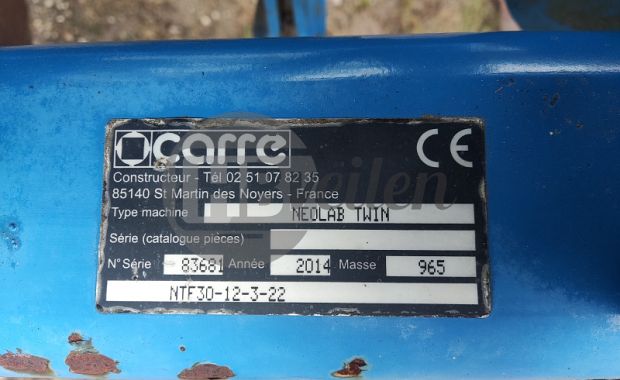 carre CE
Constructeur - Tél 02 51 07 82 35
85140 St Martin des Noyers - France
Type machine NEOLAB TWIN
Série (catalogue pièces)
N° Série 83681 Année 2014 Masse 965
NTF30-12-3-22